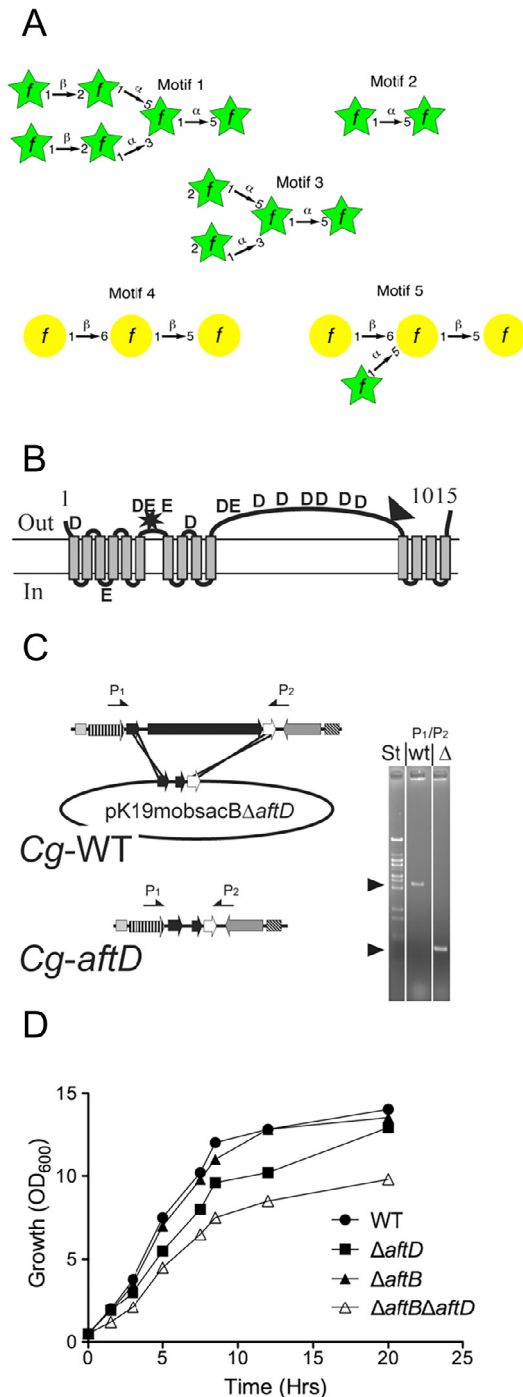 A
Motif 1
f 1 β 2 f 1 α 5 f 1 α 5 f
f 1 β 2 f 1 α 3
Motif 2
f 1 α 5 f
Motif 3
2 f 1 α 5 f 1 α 5 f
2 f 1 α 3
Motif 4
f 1 β 6 f 1 β 5 f
Motif 5
f 1 β 6 f 1 β 5 f
f 1 α 5
B
1
D DE E D DE D D DD D D
1015
Out
In
E
C
P1 P2
pK19mobsacBΔaftD
Cg-WT
P1 P2
Cg-aftD
P1/P2
St wt Δ
D
15
10
5
0
0 5 10 15 20 25
Growth (OD600)
Time (Hrs)
WT
ΔaftD
ΔaftB
ΔaftBΔaftD